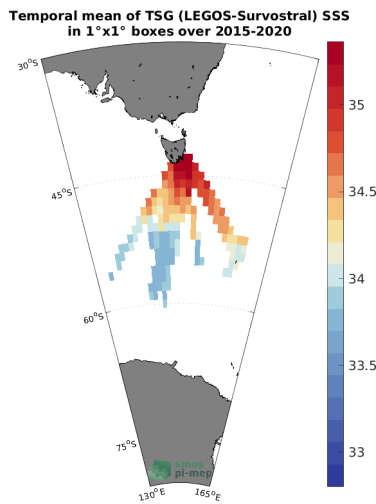 Temporal mean of TSG (LEGOS-Survostral) SSS
in 1°x1° boxes over 2015-2020
30°S
45°S
60°S
75°S
130°E
165°E
35
34.5
34
33.5
33
smos
pi-mep